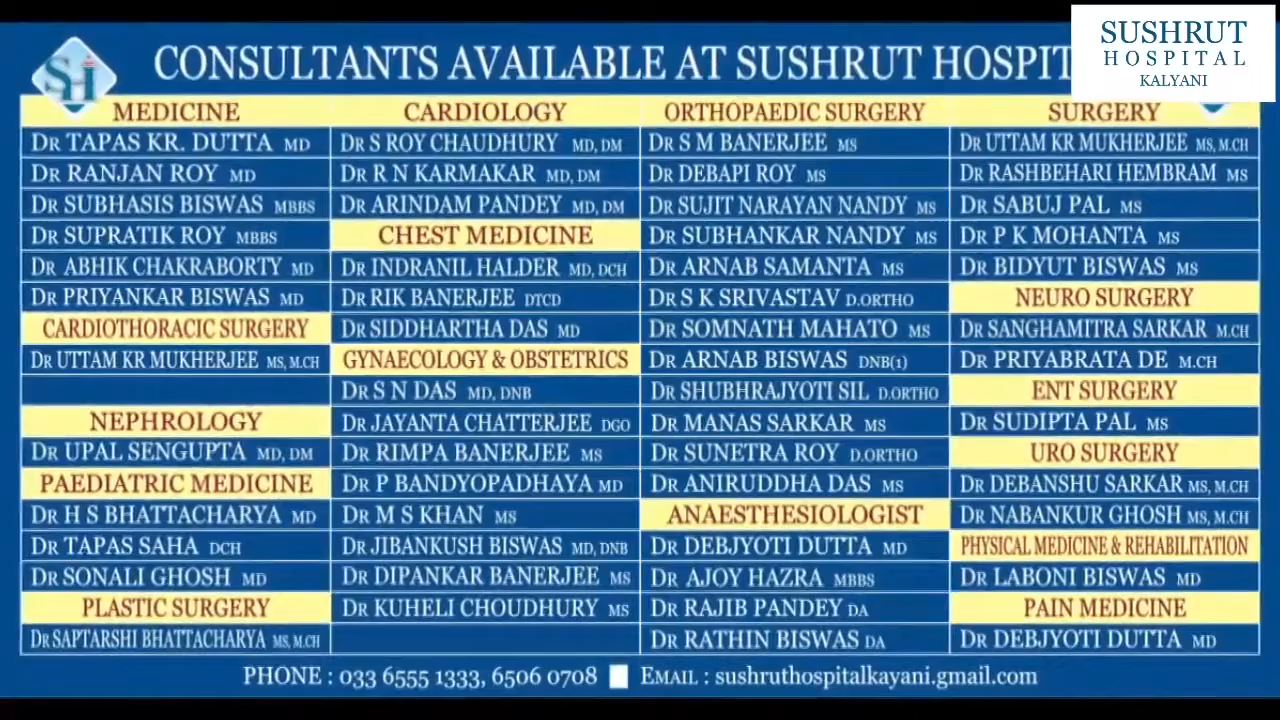 SUSHRUT
HOSPITAL
KALYANI
SH
CONSULTANTS AVAILABLE AT SUSHRUT
MEDICINE
DR TAPAS KR. DUTTA MD
DR RANJAN ROY MD
DR SUBHASIS BISWAS MBBS
DR SUPRATIK ROY MBBS
DR ABHIK CHAKRABORTY MD
DR PRIYANKAR BISWAS MD
CARDIOTHORACIC SURGERY
DR UTTAM KR MUKHERJEE MS, M.CH
NEPHROLOGY
DR UPAL SENGUPTA MD, DM
PAEDIATRIC MEDICINE
DR H S BHATTACHARYA MD
DR TAPAS SAHA DCH
DR SONALI GHOSH MD
PLASTIC SURGERY
DR SAPTARSHI BHATTACHARYA MS, M.CH
CARDIOLOGY
DR S ROY CHAUDHURY MD, DM
DR R N KARMAKAR MD, DM
DR ARINDAM PANDEY MD, DM
CHEST MEDICINE
DR INDRANIL HALDER MD, DCH
DR RIK BANERJEE DTCD
DR SIDDHARTHA DAS MD
GYNAECOLOGY & OBSTETRICS
DR S N DAS MD, DNB
DR JAYANTA CHATTERJEE DGO
DR RIMPA BANERJEE MS
DR P BANDYOPADHAYA MD
DR M S KHAN MS
DR JIBANKUSH BISWAS MD, DNB
DR DIPANKAR BANERJEE MS
DR KUHELI CHOUDHURY MS
ORTHOPAEDIC SURGERY
DR S M BANERJEE MS
DR DEBAPI ROY MS
DR SUJIT NARAYAN NANDY MS
DR SUBHANKAR NANDY MS
DR ARNAB SAMANTA MS
DR S K SRIVASTAV D.ORTHO
DR SOMNATH MAHATO MS
DR ARNAB BISWAS DNB(1)
DR SHUBHRAJYOTI SIL D.ORTHO
DR MANAS SARKAR MS
DR SUNETRA ROY D.ORTHO
DR ANIRUDDHA DAS MS
ANAESTHESIOLOGIST
DR DEBJYOTI DUTTA MD
DR AJOY HAZRA MBBS
DR RAJIB PANDEY DA
DR RATHIN BISWAS DA
SURGERY
DR UTTAM KR MUKHERJEE MS, M.CH
DR RASHBEHARI HEMBRAM MS
DR SABUJ PAL MS
DR P K MOHANTA MS
DR BIDYUT BISWAS MS
NEURO SURGERY
DR SANGHAMITRA SARKAR M.CH
DR PRIYABRATA DE M.CH
ENT SURGERY
DR SUDIPTA PAL MS
URO SURGERY
DR DEBANSHU SARKAR MS, M.CH
DR NABANKUR GHOSH MS, M.CH
PHYSICAL MEDICINE & REHABILITATION
DR LABONI BISWAS MD
PAIN MEDICINE
DR DEBJYOTI DUTTA MD
PHONE : 033 6555 1333, 6506 0708 EMAIL : sushruthospitalkayani.gmail.com